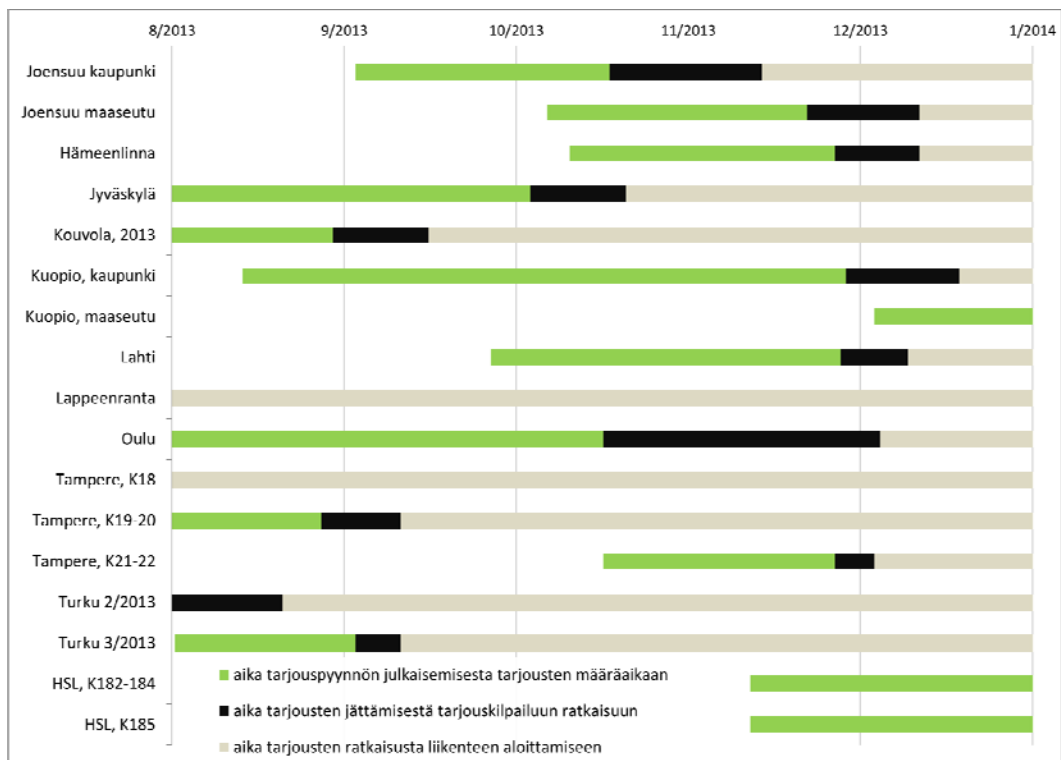 8/2013 9/2013 10/2013 11/2013 12/2013 1/2014
Joensuu kaupunki
Joensuu maaseutu
Hämeenlinna
Jyväskylä
Kouvola, 2013
Kuopio, kaupunki
Kuopio, maaseutu
Lahti
Lappeenranta
Oulu
Tampere, K18
Tampere, K19-20
Tampere, K21-22
Turku 2/2013
Turku 3/2013
HSL, K182-184
HSL, K185
aika tarjouspyynnön julkaisemisesta tarjousten määräaikaan
aika tarjousten jättämisestä tarjouskilpailuun ratkaisuun
aika tarjousten ratkaisusta liikenteen aloittamiseen